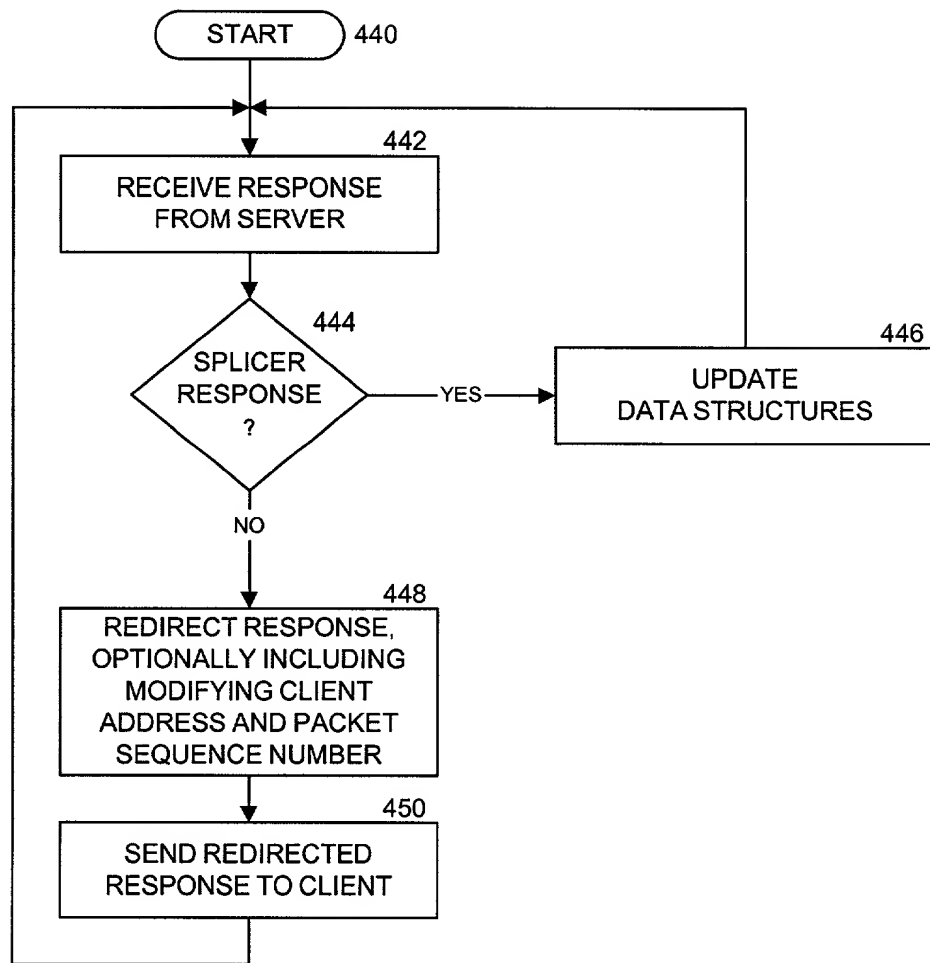 START 440
442
RECEIVE RESPONSE
FROM SERVER
444
SPLICER
RESPONSE
?
YES
446
UPDATE
DATA STRUCTURES
NO
448
REDIRECT RESPONSE,
OPTIONALLY INCLUDING
MODIFYING CLIENT
ADDRESS AND PACKET
SEQUENCE NUMBER
450
SEND REDIRECTED
RESPONSE TO CLIENT